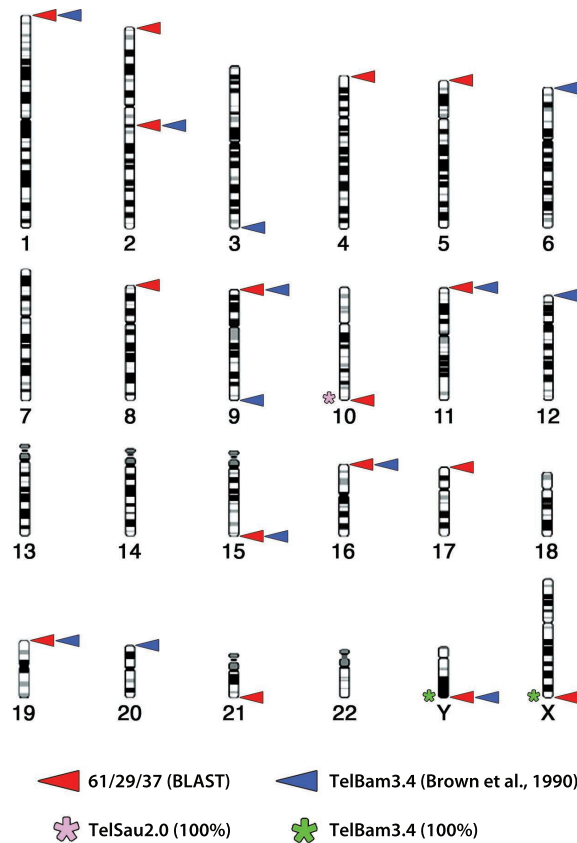 1 2 3 4 5 6
7 8 9 10 11 12
13 14 15 16 17 18
19 20 21 22 Y X
61/29/37 (BLAST) TelBam3.4 (Brown et al., 1990)
TelSau2.0 (100%) TelBam3.4 (100%)